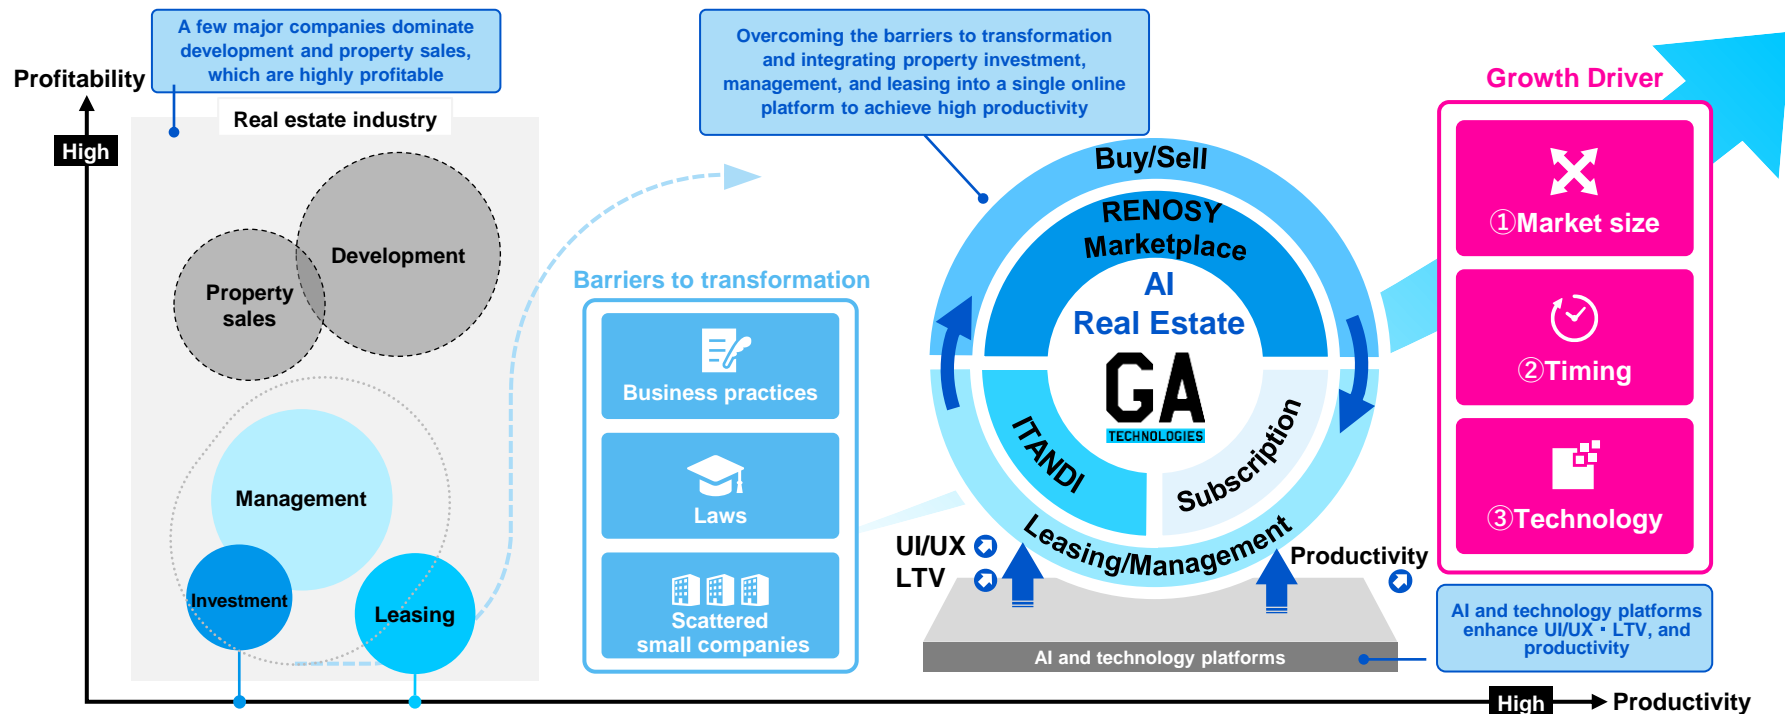 A few major companies dominate
development and property sales,
which are highly profitable
Profitability
High
Real estate industry
Development
Property
sales
Management
Investment
Leasing
Barriers to transformation
Business practices
Laws
Scattered
small companies
Overcoming the barriers to transformation
and integrating property investment,
management, and leasing into a single online
platform to achieve high productivity
Buy/Sell
RENOSY
Marketplace
AI
Real Estate
GA
TECHNOLOGIES
ITANDI
Subscription
Leasing/Management
UI/UX
LTV
Productivity
AI and technology platforms
Growth Driver
①Market size
②Timing
③Technology
AI and technology platforms
enhance UI/UX・LTV, and
productivity
High
Productivity